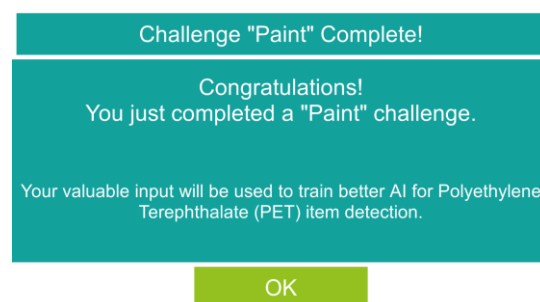 Challenge "Paint" Complete!
Congratulations!
You just completed a "Paint" challenge.
Your valuable input will be used to train better AI for Polyethylene
Terephthalate (PET) item detection.
OK